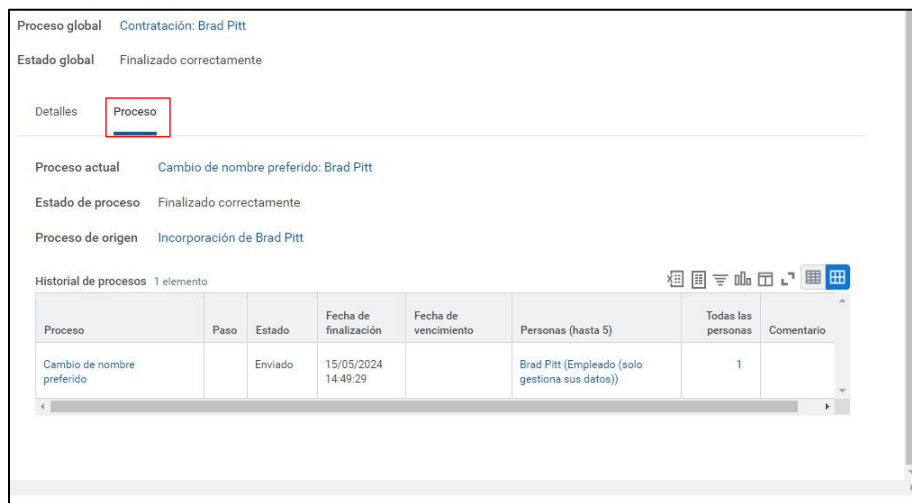 Proceso global Contratación: Brad Pitt
Estado global Finalizado correctamente
Detalles Proceso
Proceso actual Cambio de nombre preferido: Brad Pitt
Estado de proceso Finalizado correctamente
Proceso de origen Incorporación de Brad Pitt
Historial de procesos 1 elemento
Proceso Paso Estado Fecha de finalización Fecha de vencimiento Personas (hasta 5) Todas las personas Comentario
Cambio de nombre preferido Enviado 15/05/2024 14:49:29 Brad Pitt (Empleado (solo gestiona sus datos)) 1